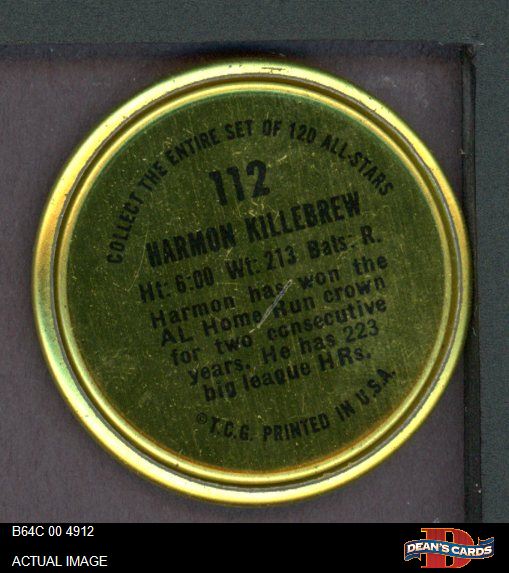 COLLECT THE ENTIRE SET OF 120 ALL-STARS
112
HARMON KILLEBREW
Ht: 6:00 Wt: 213 Bats: R.
Harmon has won the
AL Home Run crown
for two consecutive
years. He has 223
big league HRs.
©T.C.G. PRINTED IN U.S.A.
B64C 00 4912
ACTUAL IMAGE
D
DEAN'S CARDS